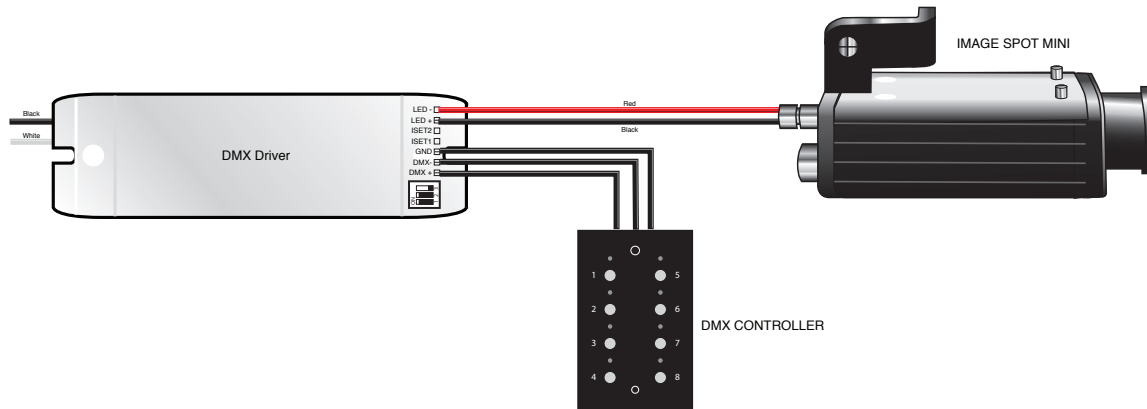 IMAGE SPOT MINI
Black
White
DMX Driver
LED -
LED +
ISET2
ISET1
GND
DMX-
DMX +
Red
Black
1
2
3
4
5
6
7
8
DMX CONTROLLER